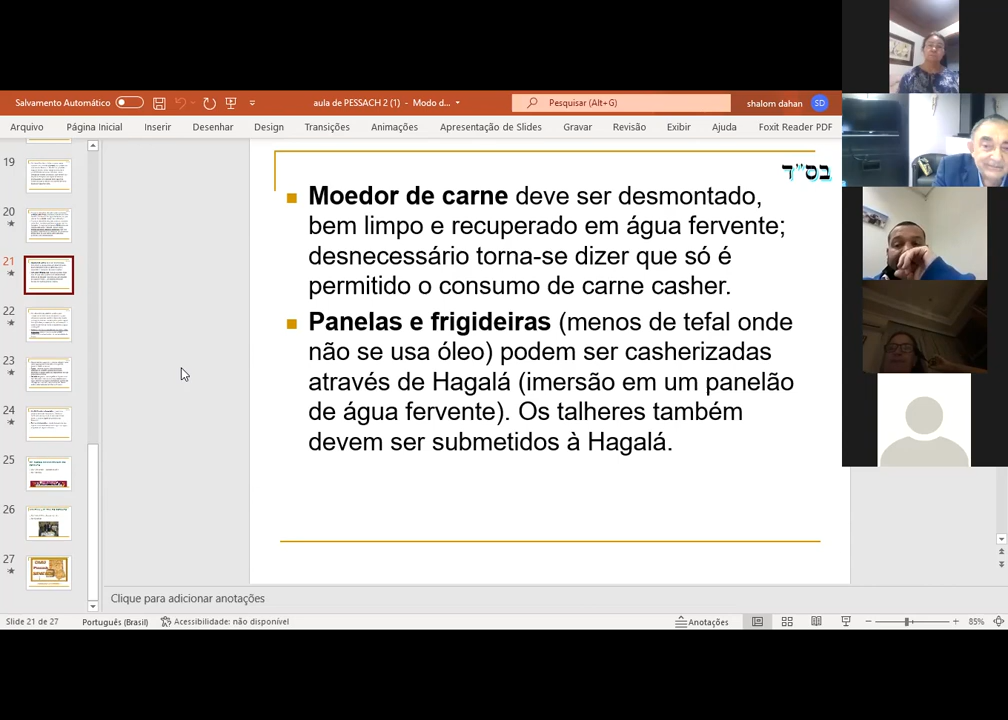 Salvamento Automático
aula de PESSACH 2 (1) - Modo d...
Pesquisar (Alt+G)
shalom dahan
SD
Arquivo
Página Inicial
Inserir
Desenhar
Design
Transições
Animações
Apresentação de Slides
Gravar
Revisão
Exibir
Ajuda
Foxit Reader PDF
19
20
21
22
23
24
25
26
27
בס"ד
Moedor de carne deve ser desmontado,
bem limpo e recuperado em água fervente;
desnecessário torna-se dizer que só é
permitido o consumo de carne casher.
Panelas e frigideiras (menos de tefal onde
não se usa óleo) podem ser casherizadas
através de Hagalá (imersão em um panelão
de água fervente). Os talheres também
devem ser submetidos à Hagalá.
Clique para adicionar anotações
Slide 21 de 27
Português (Brasil)
Acessibilidade: não disponível
Anotações
85%